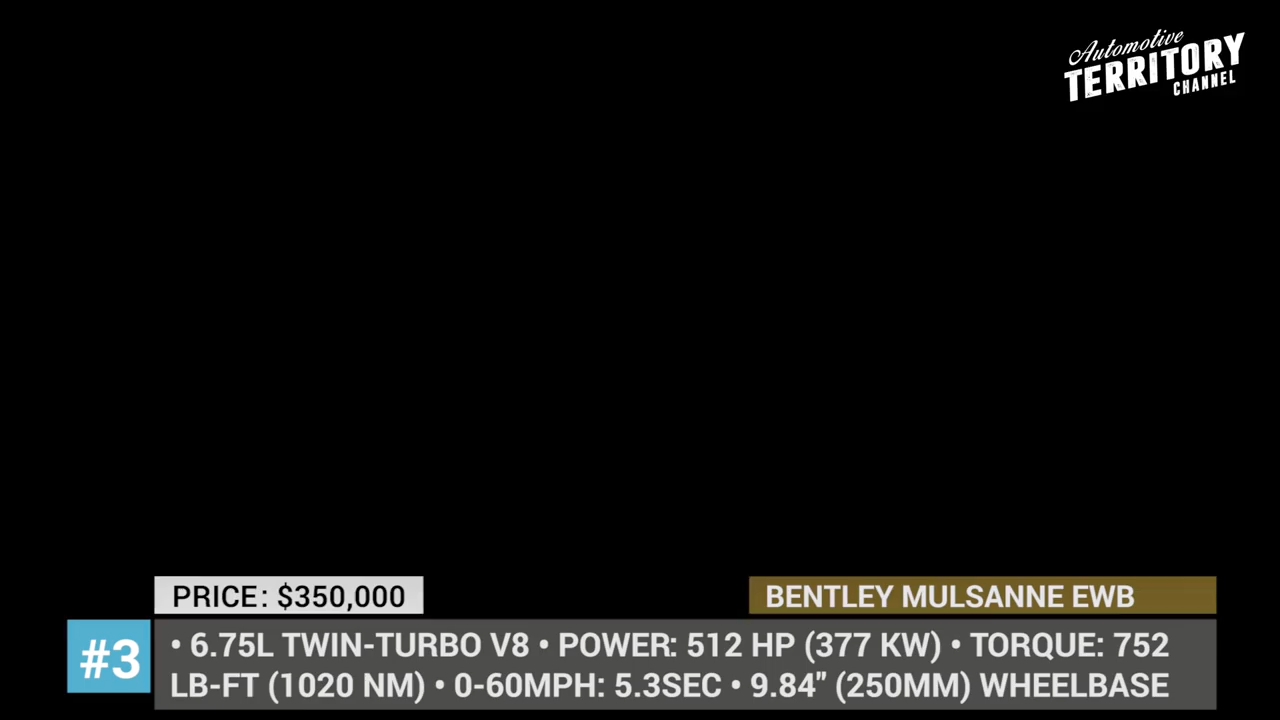 Automotive
TERRITORY
CHANNEL
PRICE: $350,000
BENTLEY MULSANNE EWB
#3
• 6.75L TWIN-TURBO V8 • POWER: 512 HP (377 KW) • TORQUE: 752
LB-FT (1020 NM) • 0-60MPH: 5.3SEC • 9.84" (250MM) WHEELBASE